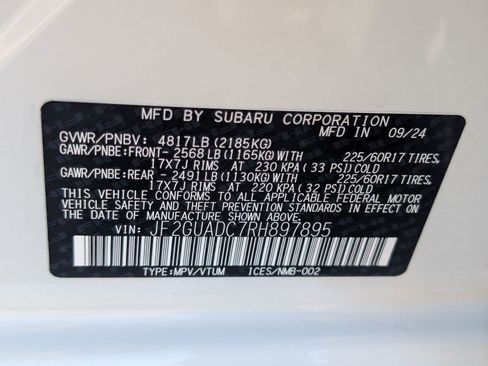 MFD BY SUBARU CORPORATION
MFD IN JAPAN 09/24
GVWR/PNBV: 4817LB (2185KG)
GAWR/PNBE:FRONT- 2568 LB (1165KG) WITH 225/60R17 TIRES,
17X7J RIMS AT 230 KPA (33 PSI) COLD
GAWR/PNBE:REAR - 2491 LB (1130KG) WITH 225/60R17 TIRES,
17X7J RIMS AT 220 KPA (32 PSI) COLD
THIS VEHICLE CONFORMS TO ALL APPLICABLE FEDERAL MOTOR
VEHICLE SAFETY AND THEFT PREVENTION STANDARDS IN EFFECT
ON THE DATE OF MANUFACTURE SHOWN ABOVE.
VIN: JF2GUADC7RH897895
TYPE:MPV/VTUM ICES/NMB-002